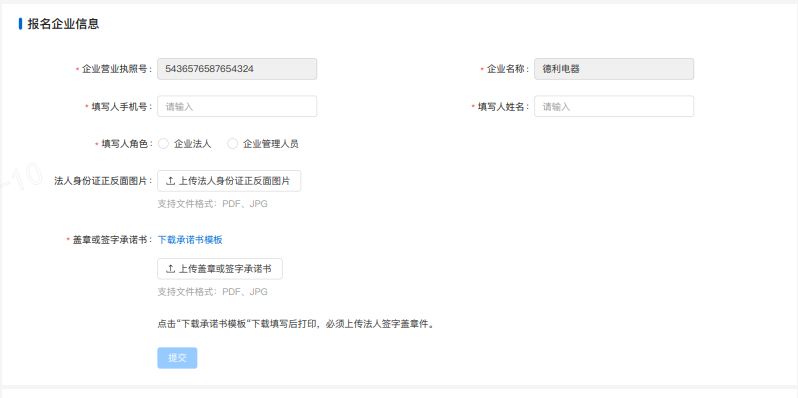 报名企业信息
* 企业营业执照号： 5436576587654324 * 企业名称： 德利电器
* 填写人手机号： 请输入 * 填写人姓名： 请输入
* 填写人角色： 企业法人 企业管理人员
法人身份证正反面图片： 上传法人身份证正反面图片
支持文件格式：PDF、JPG
* 盖章或签字承诺书： 下载承诺书模板
上传盖章或签字承诺书
支持文件格式：PDF、JPG
点击"下载承诺书模板"下载填写后打印，必须上传法人签字盖章件。
提交
-10